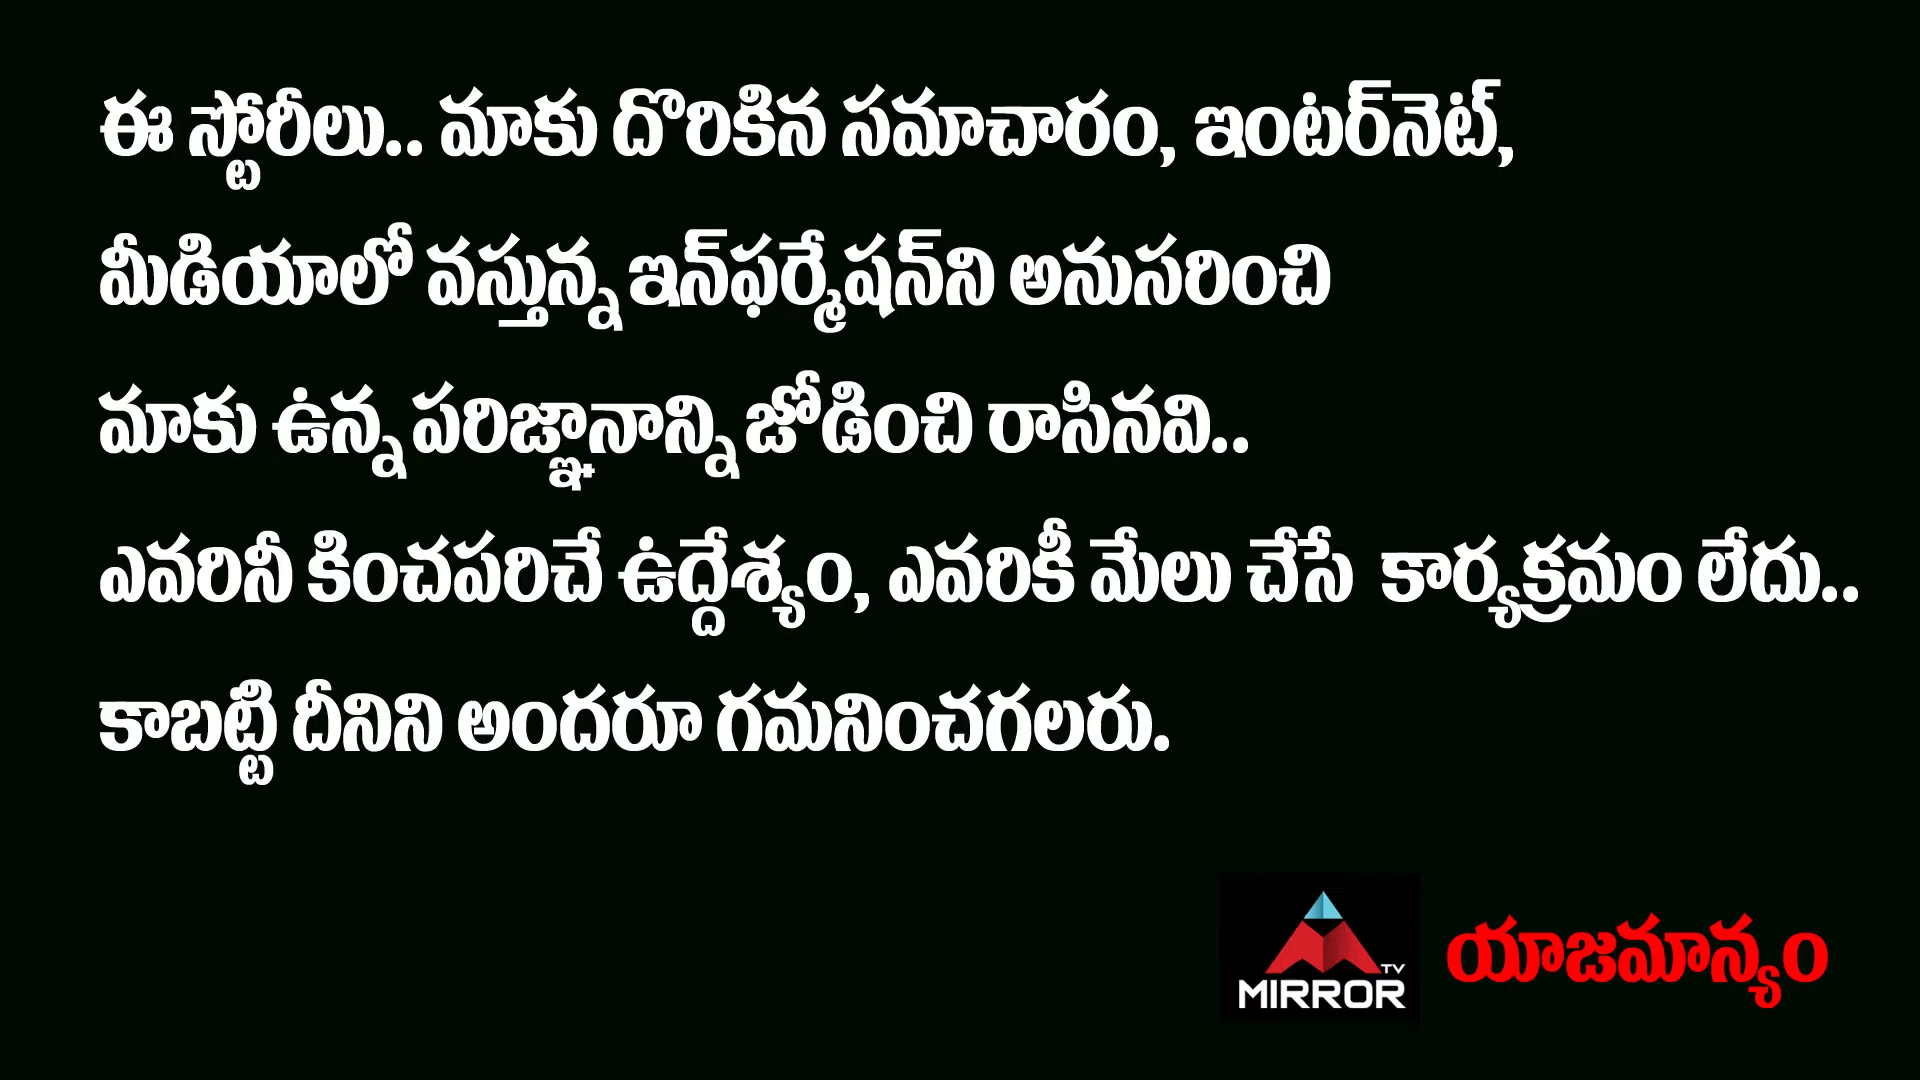 ఈ స్టోరీలు.. మాకు దొరికిన సమాచారం, ఇంటర్‌నెట్,
మీడియాలో వస్తున్న ఇన్‌ఫర్మేషన్‌ని అనుసరించి
మాకు ఉన్న పరిజ్ఞానాన్ని జోడించి రాసినవి..
ఎవరినీ కించపరిచే ఉద్దేశ్యం, ఎవరికీ మేలు చేసే కార్యక్రమం లేదు..
కాబట్టి దీనిని అందరూ గమనించగలరు.
TV
MIRROR
యాజమాన్యం